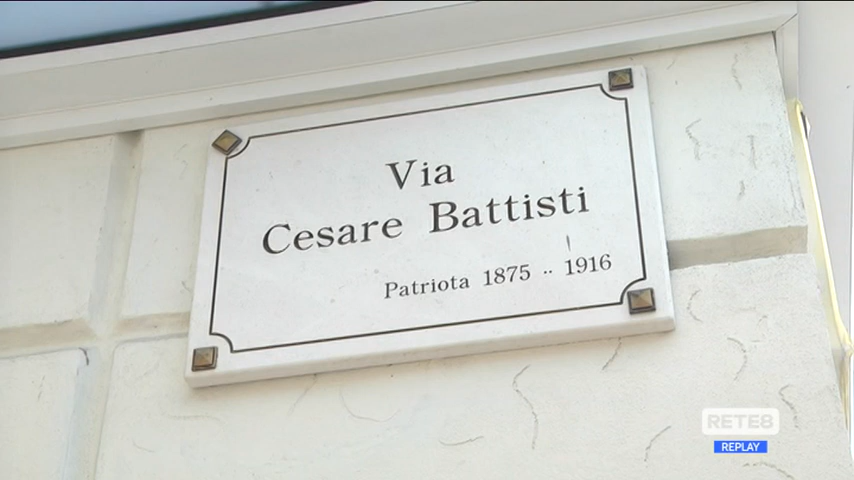 Via
Cesare Battisti
Patriota 1875 .. 1916
RETE8
REPLAY